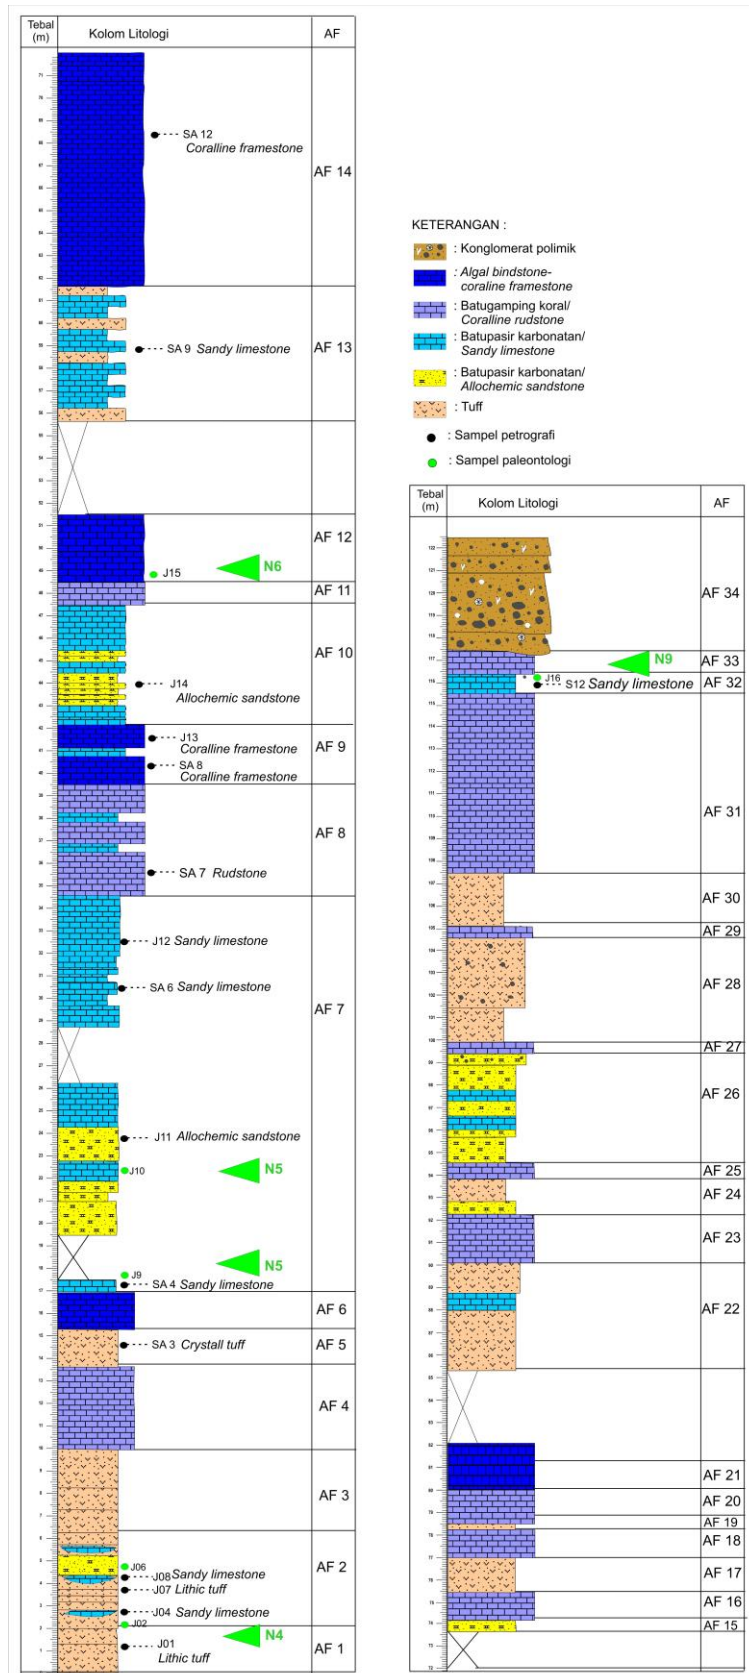 Tebal
(m)
Kolom Litologi
AF
SA 12
Coralline framestone
AF 14
SA 9 Sandy limestone
AF 13
AF 12
N6
J15
AF 11
AF 10
J14
Allochemic sandstone
J13
Coralline framestone
AF 9
SA 8
Coralline framestone
AF 8
SA 7 Rudstone
J12 Sandy limestone
SA 6 Sandy limestone
AF 7
J11 Allochemic sandstone
J10
N5
N5
J9
SA 4 Sandy limestone
AF 6
SA 3 Crystall tuff
AF 5
AF 4
AF 3
J06
AF 2
J08 Sandy limestone
J07 Lithic tuff
J04 Sandy limestone
J02
N4
J01
Lithic tuff
AF 1
KETERANGAN :
: Konglomerat polimik
: Algal bindstone-
coraline framestone
: Batugamping koral/
Coralline rudstone
: Batupasir karbonatan/
Sandy limestone
: Batupasir karbonatan/
Allochemic sandstone
: Tuff
: Sampel petrografi
: Sampel paleontologi
Tebal
(m)
Kolom Litologi
AF
AF 34
N9
AF 33
J16
S12 Sandy limestone
AF 32
AF 31
AF 30
AF 29
AF 28
AF 27
AF 26
AF 25
AF 24
AF 23
AF 22
AF 21
AF 20
AF 19
AF 18
AF 17
AF 16
AF 15